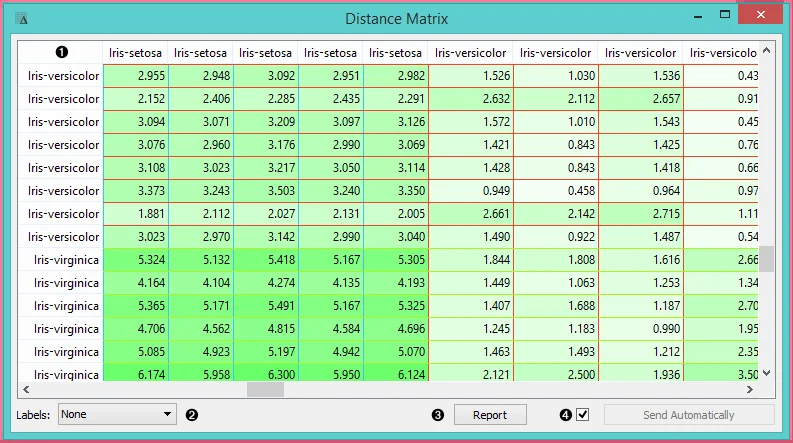 Distance Matrix
❶ Iris-setosa Iris-setosa Iris-setosa Iris-setosa Iris-setosa Iris-versicolor Iris-versicolor Iris-versicolor Iris-versicolo
Iris-versicolor 2.955 2.948 3.092 2.951 2.982 1.526 1.030 1.536 0.43
Iris-versicolor 2.152 2.406 2.285 2.435 2.291 2.632 2.112 2.657 0.91
Iris-versicolor 3.094 3.071 3.209 3.097 3.126 1.572 1.010 1.543 0.45
Iris-versicolor 3.076 2.960 3.176 2.990 3.069 1.421 0.843 1.425 0.76
Iris-versicolor 3.108 3.023 3.217 3.050 3.114 1.428 0.843 1.418 0.66
Iris-versicolor 3.373 3.243 3.503 3.240 3.350 0.949 0.458 0.964 0.97
Iris-versicolor 1.881 2.112 2.027 2.131 2.005 2.661 2.142 2.715 1.11
Iris-versicolor 3.023 2.970 3.142 2.990 3.040 1.490 0.922 1.487 0.54
Iris-virginica 5.324 5.132 5.418 5.167 5.305 1.844 1.808 1.616 2.66
Iris-virginica 4.164 4.104 4.274 4.135 4.193 1.449 1.063 1.253 1.34
Iris-virginica 5.365 5.171 5.491 5.167 5.325 1.407 1.688 1.187 2.70
Iris-virginica 4.706 4.562 4.815 4.584 4.696 1.245 1.183 0.990 1.95
Iris-virginica 5.085 4.923 5.197 4.942 5.070 1.463 1.493 1.212 2.35
Iris-virginica 6.174 5.958 6.300 5.950 6.124 2.121 2.500 1.936 3.50
Labels: None ❷ ❸ Report ❹ Send Automatically